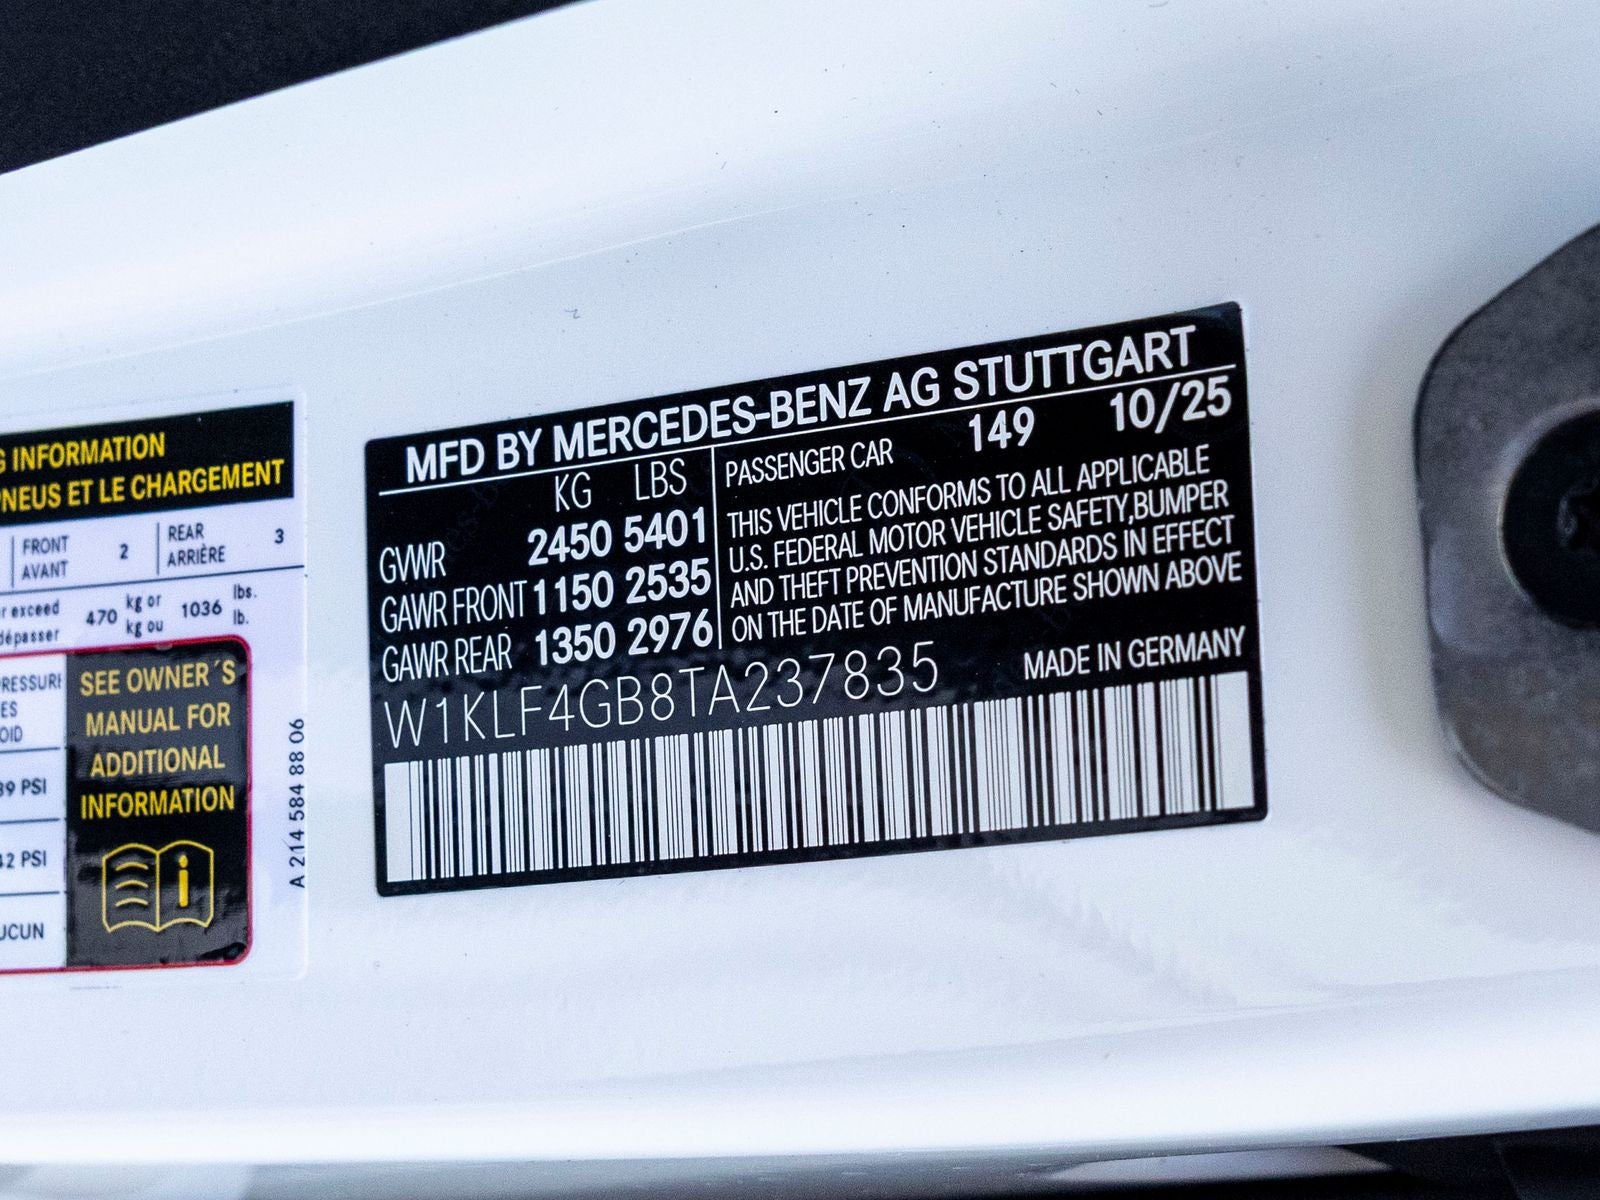 G INFORMATION
PNEUS ET LE CHARGEMENT
FRONT
AVANT
2
REAR
ARRIÈRE
3
r exceed
dépasser
470
kg or
kg ou
1036
lbs.
lb.
PRESSURE
ES
OID
39 PSI
42 PSI
UCUN
SEE OWNER´S
MANUAL FOR
ADDITIONAL
INFORMATION
i
A 214 584 88 06
MFD BY MERCEDES-BENZ AG STUTTGART
KG LBS
GVWR 2450 5401
GAWR FRONT 1150 2535
GAWR REAR 1350 2976
PASSENGER CAR 149 10/25
THIS VEHICLE CONFORMS TO ALL APPLICABLE
U.S. FEDERAL MOTOR VEHICLE SAFETY,BUMPER
AND THEFT PREVENTION STANDARDS IN EFFECT
ON THE DATE OF MANUFACTURE SHOWN ABOVE
W1KLF4GB8TA237835 MADE IN GERMANY